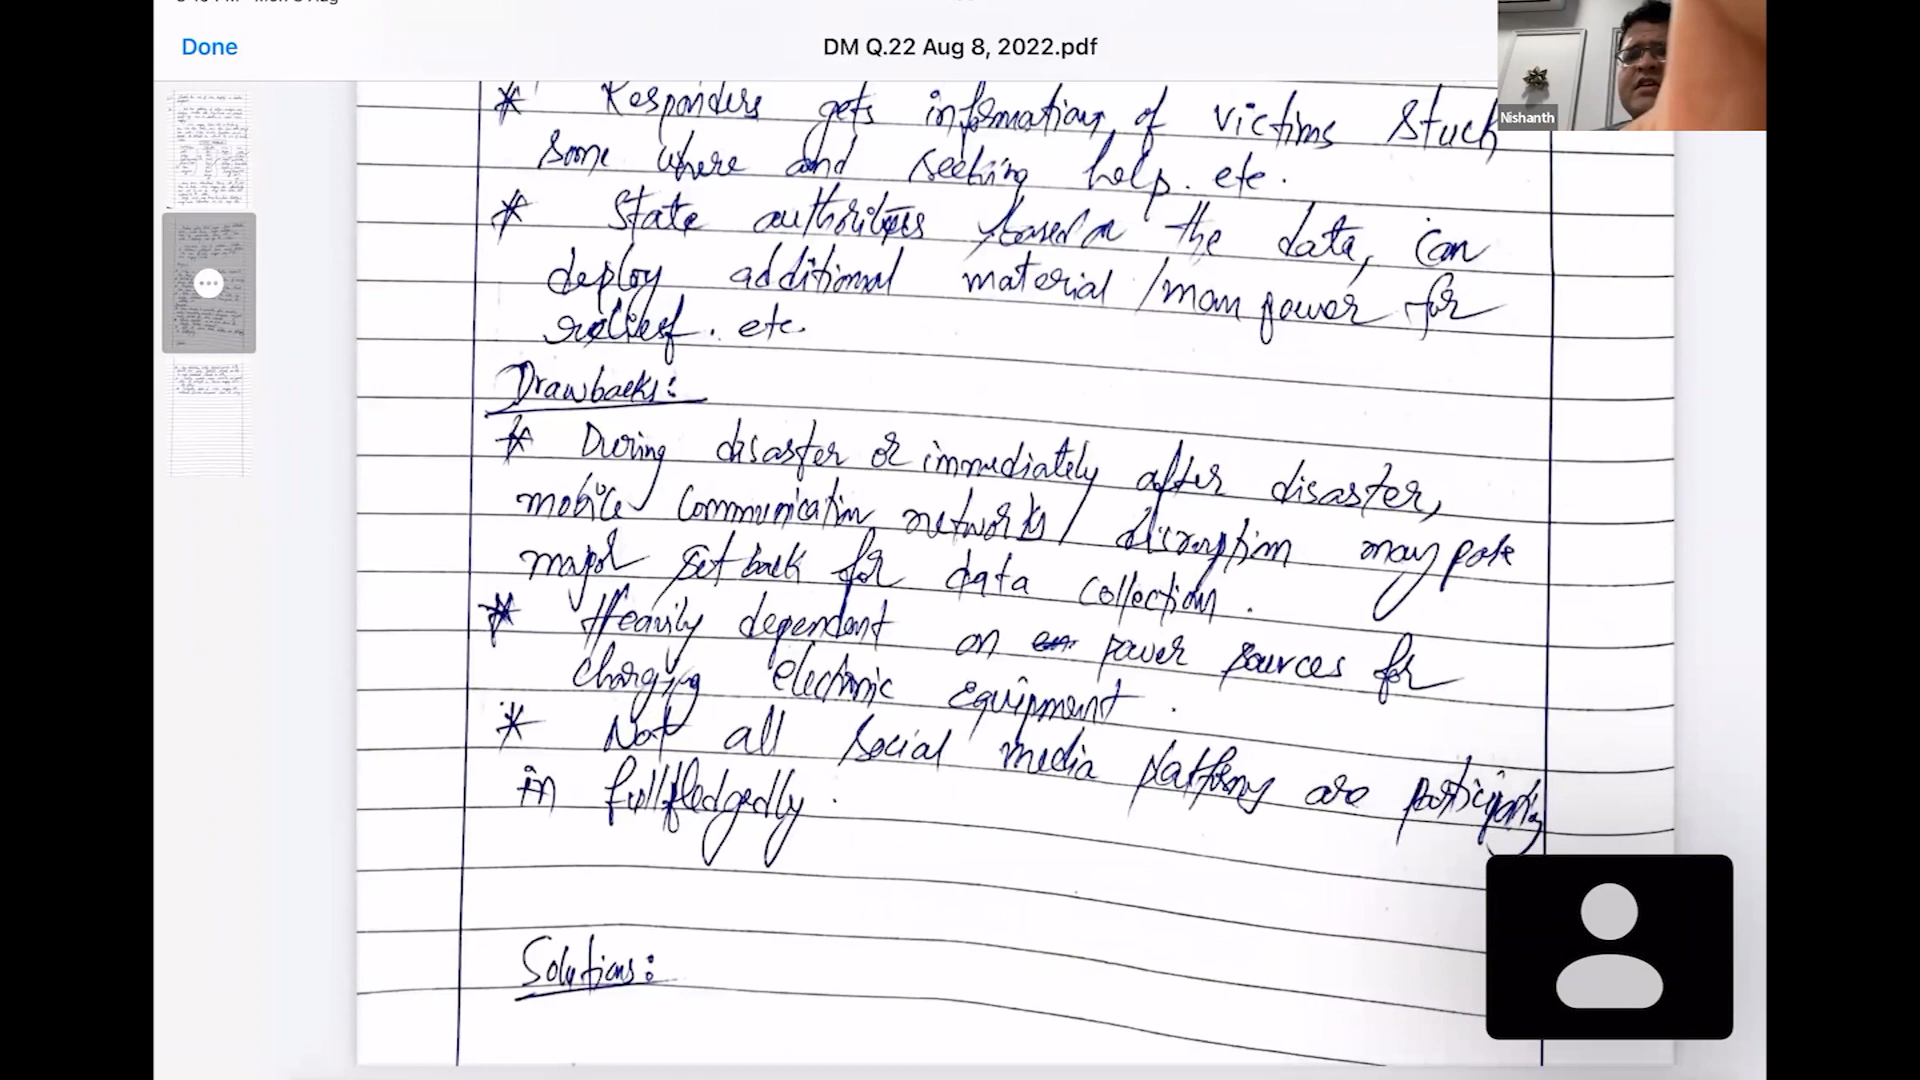 Done
DM Q.22 Aug 8, 2022.pdf
Nishanth
* Responders gets information, of victims stuck
some where and seeking help. etc.
* State authorities based on the data, can
deploy additional material /man power for
relief. etc.
Drawbacks:
* During disaster or immediately after disaster,
mobile communication networks/ disruption may pose
major set back for data collection.
* Heavily dependent on power sources for
charging electronic equipment.
* Not all social media platforms are participating
in fullfledgedly.
Solutions: